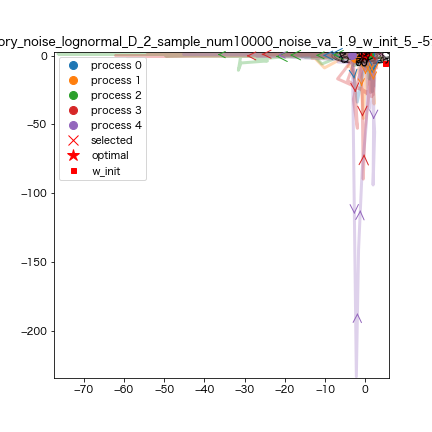 ory_noise_lognormal_D_2_sample_num10000_noise_va_1.9_w_init_5_-5
process 0
process 1
process 2
process 3
process 4
selected
optimal
w_init
0
−50
−100
−150
−200
−70 −60 −50 −40 −30 −20 −10 0